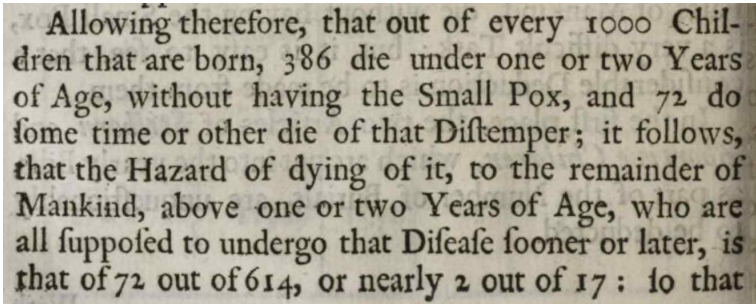 Allowing therefore, that out of every 1000 Chil-
dren that are born, 386 die under one or two Years
of Age, without having the Small Pox, and 72 do
ſome time or other die of that Diſtemper; it follows,
that the Hazard of dying of it, to the remainder of
Mankind, above one or two Years of Age, who are
all ſuppoſed to undergo that Diſeaſe ſooner or later, is
that of 72 out of 614, or nearly 2 out of 17: ſo that